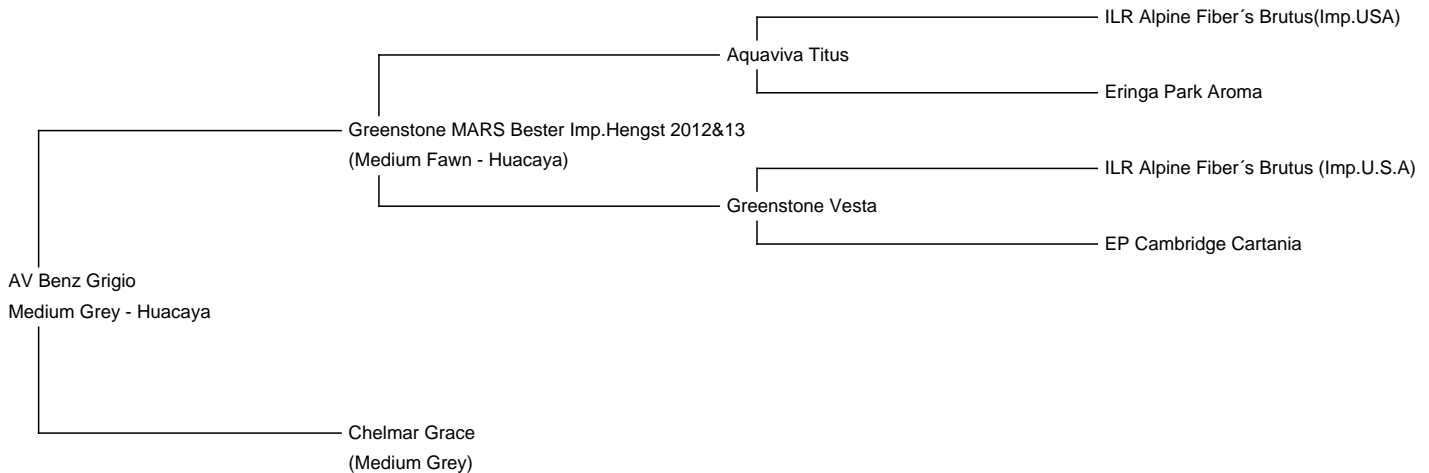 ILR Alpine Fiber´s Brutus(Imp.USA)
Aquaviva Titus
Eringa Park Aroma
Greenstone MARS Bester Imp.Hengst 2012&13
(Medium Fawn - Huacaya)
ILR Alpine Fiber´s Brutus (Imp.U.S.A)
Greenstone Vesta
EP Cambridge Cartania
AV Benz Grigio
Medium Grey - Huacaya
Chelmar Grace
(Medium Grey)